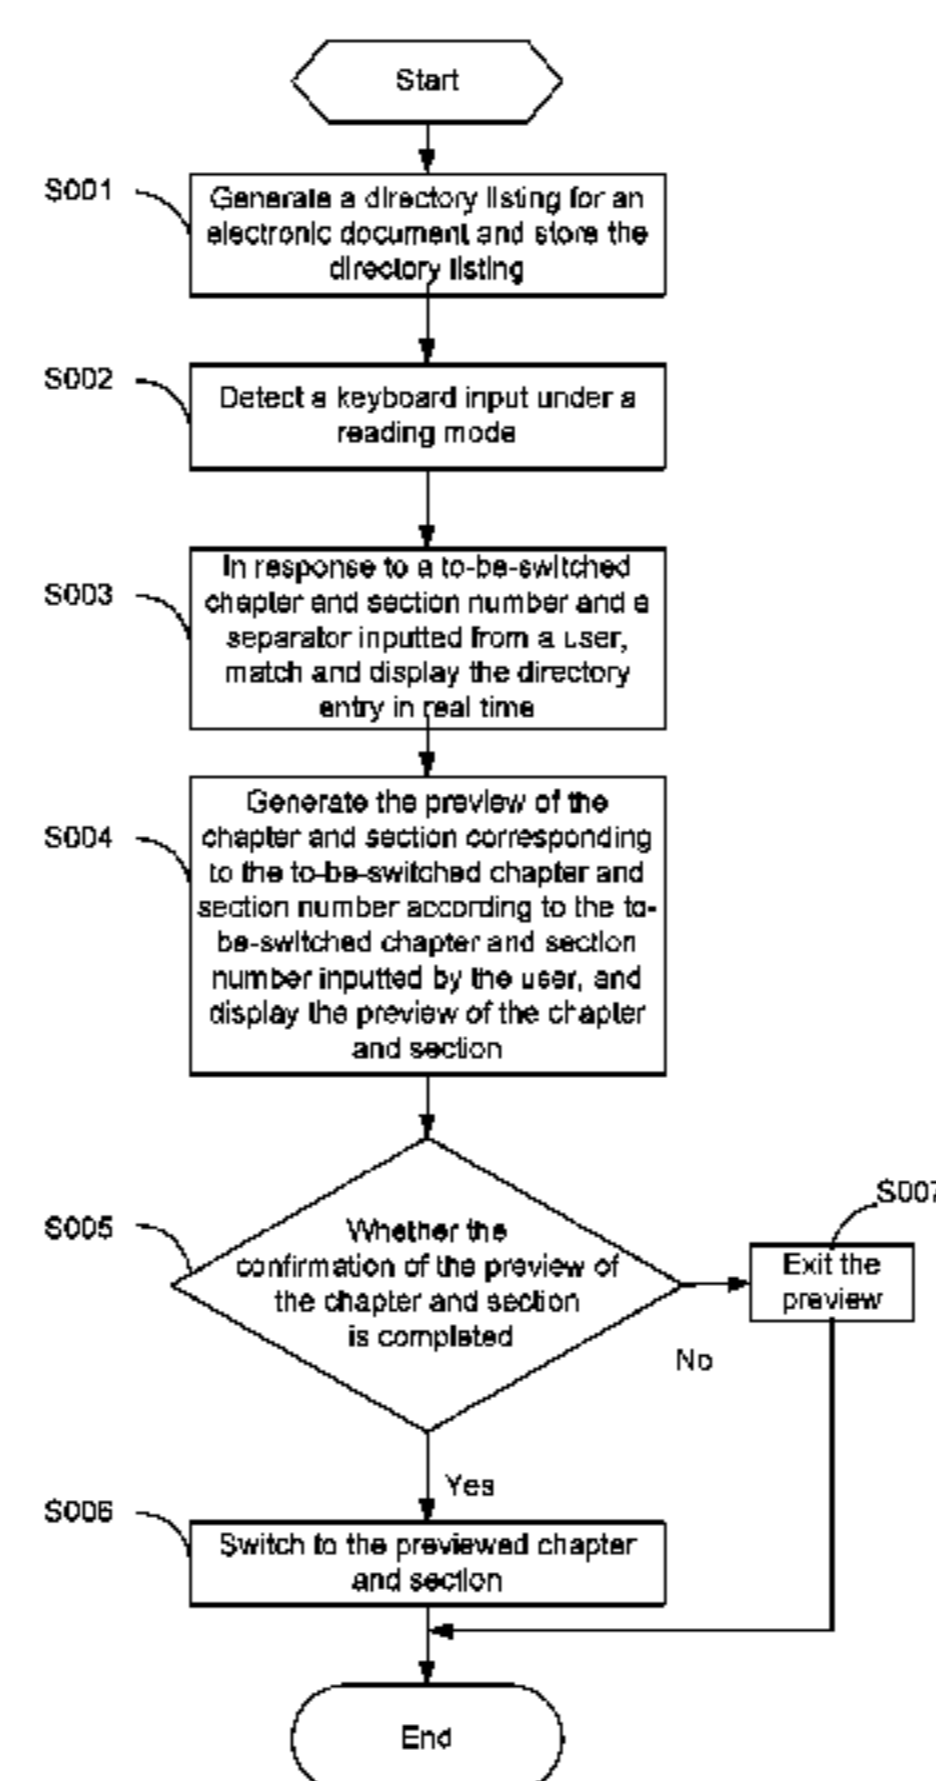 Start
S001
Generate a directory listing for an
electronic document and store the
directory listing
S002
Detect a keyboard input under a
reading mode
S003
In response to a to-be-switched
chapter and section number and a
separator inputted from a user,
match and display the directory
entry in real time
S004
Generate the preview of the
chapter and section corresponding
to the to-be-switched chapter and
section number according to the to-
be-switched chapter and section
number inputted by the user, and
display the preview of the chapter
and section
S005
Whether the
confirmation of the preview of
the chapter and section
is completed
S007
Exit the
preview
No
Yes
S006
Switch to the previewed chapter
and section
End